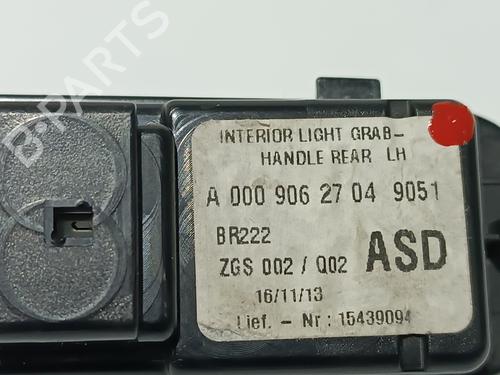 INTERIOR LIGHT GRAB-
HANDLE REAR LH
A 000 906 27 04 9051
BR222
ZGS 002 / Q02 ASD
16/11/13
Lief. - Nr: 15439094
B-PARTS